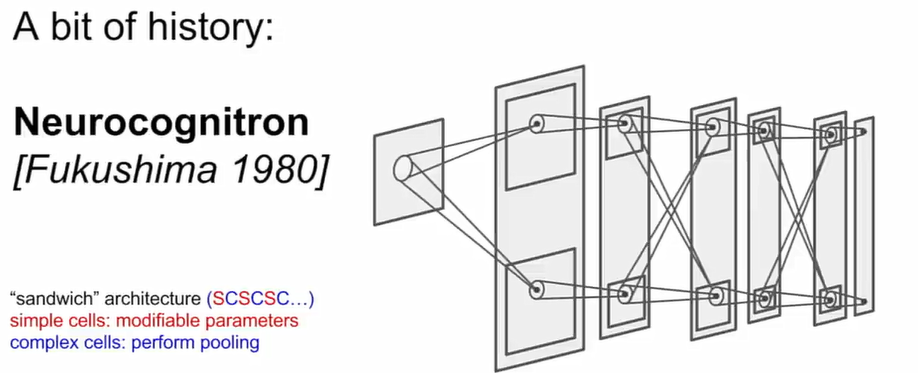 A bit of history:
Neurocognitron
[Fukushima 1980]
“sandwich” architecture (SCSCSC…)
simple cells: modifiable parameters
complex cells: perform pooling